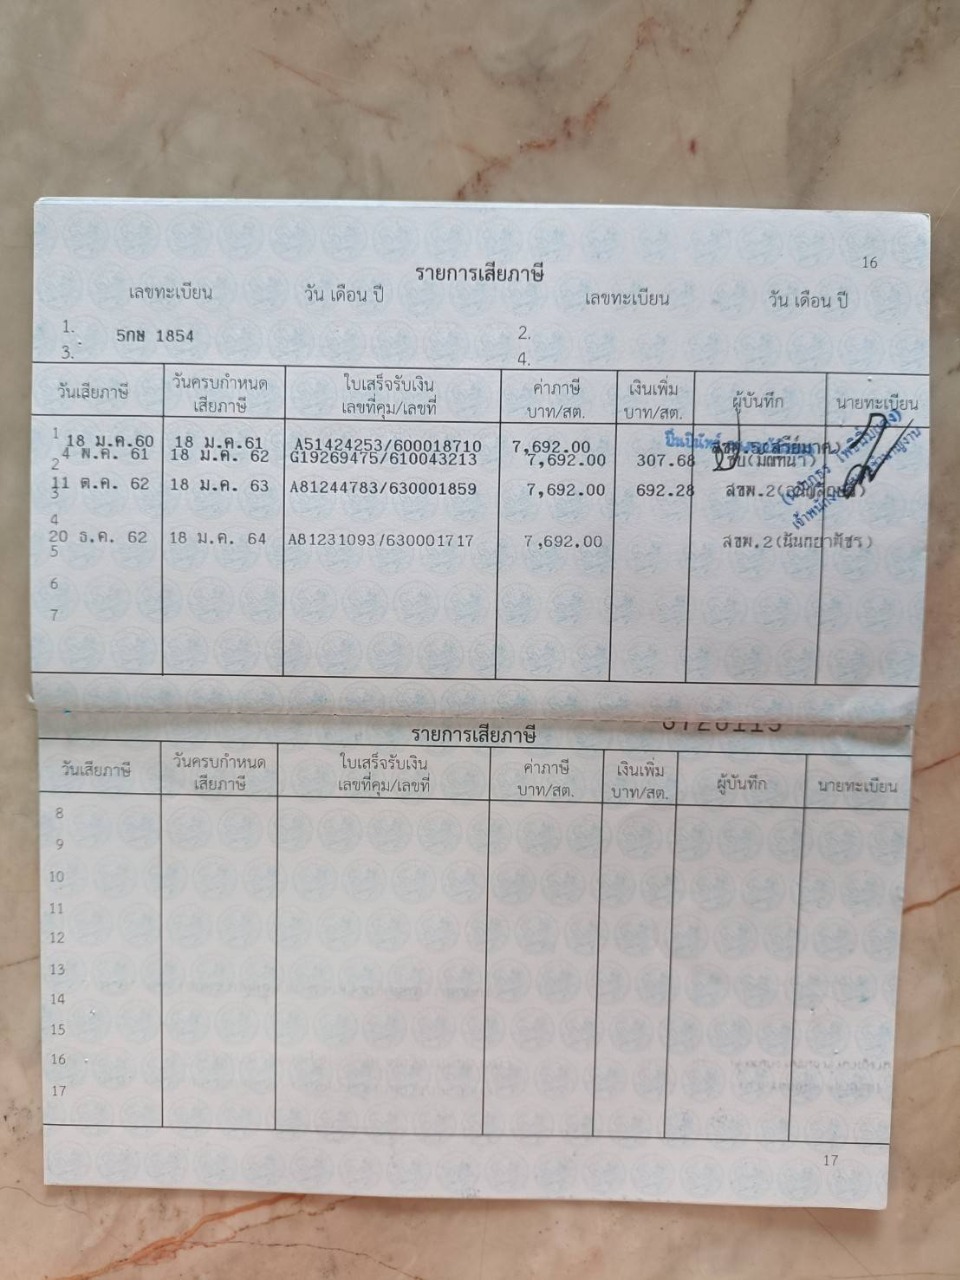 16
รายการเสียภาษี
เลขทะเบียน วัน เดือน ปี เลขทะเบียน วัน เดือน ปี
1. 5กษ 1854 2.
3. 4.
วันเสียภาษี วันครบกำหนดเสียภาษี ใบเสร็จรับเงิน เลขที่คุม/เลขที่ ค่าภาษี บาท/สต. เงินเพิ่ม บาท/สต. ผู้บันทึก นายทะเบียน
1 18 ม.ค.60 18 ม.ค.61 A51424253/600018710 7,692.00
2 4 พ.ค. 61 18 ม.ค. 62 G19269475/610043213 7,692.00 307.68
3 11 ต.ค. 62 18 ม.ค. 63 A81244783/630001859 7,692.00 692.28 สขพ.2
4
20 ธ.ค. 62 18 ม.ค. 64 A81231093/630001717 7,692.00 สขพ.2(นันทยาภัชร)
5
6
7
รายการเสียภาษี
วันเสียภาษี วันครบกำหนดเสียภาษี ใบเสร็จรับเงิน เลขที่คุม/เลขที่ ค่าภาษี บาท/สต. เงินเพิ่ม บาท/สต. ผู้บันทึก นายทะเบียน
8
9
10
11
12
13
14
15
16
17
17